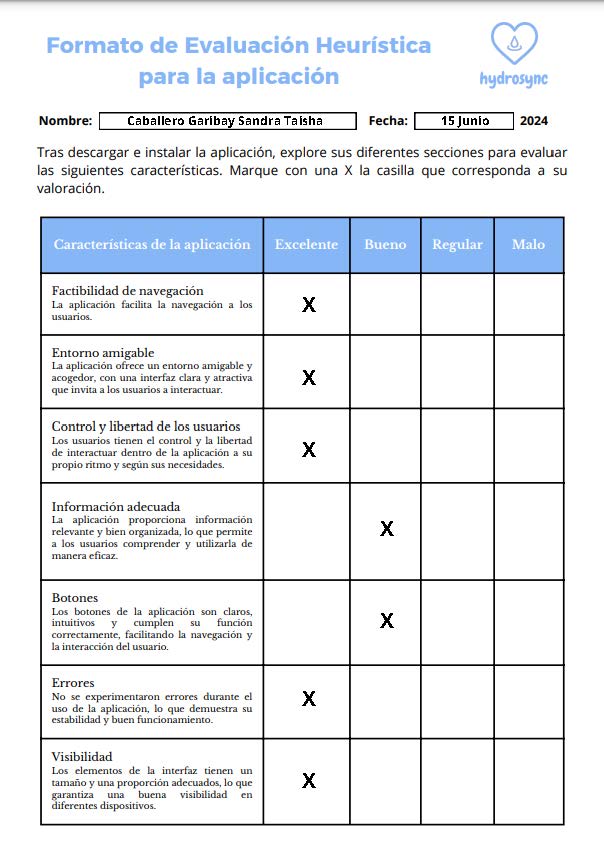 Formato de Evaluación Heurística
para la aplicación
hydrosync
Nombre: Caballero Garibay Sandra Taisha Fecha: 15 Junio 2024
Tras descargar e instalar la aplicación, explore sus diferentes secciones para evaluar
las siguientes características. Marque con una X la casilla que corresponda a su
valoración.
Características de la aplicación Excelente Bueno Regular Malo
Factibilidad de navegación
La aplicación facilita la navegación a los
usuarios.
X
Entorno amigable
La aplicación ofrece un entorno amigable y
acogedor, con una interfaz clara y atractiva
que invita a los usuarios a interactuar.
X
Control y libertad de los usuarios
Los usuarios tienen el control y la libertad
de interactuar dentro de la aplicación a su
propio ritmo y según sus necesidades.
X
Información adecuada
La aplicación proporciona información
relevante y bien organizada, lo que permite
a los usuarios comprender y utilizarla de
manera eficaz.
X
Botones
Los botones de la aplicación son claros,
intuitivos y cumplen su función
correctamente, facilitando la navegación y
la interacción del usuario.
X
Errores
No se experimentaron errores durante el
uso de la aplicación, lo que demuestra su
estabilidad y buen funcionamiento.
X
Visibilidad
Los elementos de la interfaz tienen un
tamaño y una proporción adecuados, lo que
garantiza una buena visibilidad en
diferentes dispositivos.
X